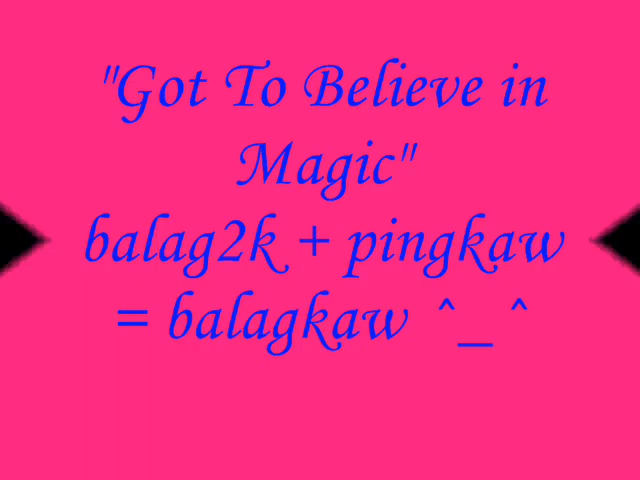 "Got To Believe in
Magic"
balag2k + pingkaw
= balagkaw ^_^